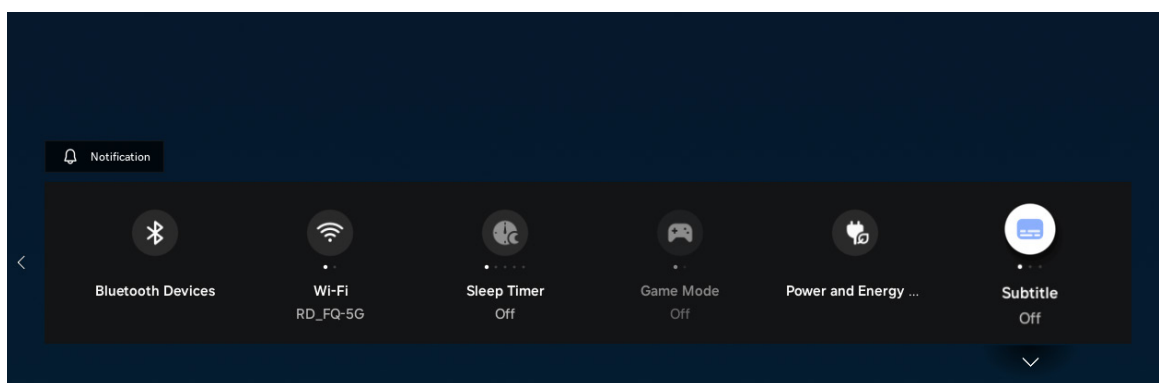 Notification
Bluetooth Devices
Wi-Fi
RD_FQ-5G
Sleep Timer
Off
Game Mode
Off
Power and Energy ...
Subtitle
Off